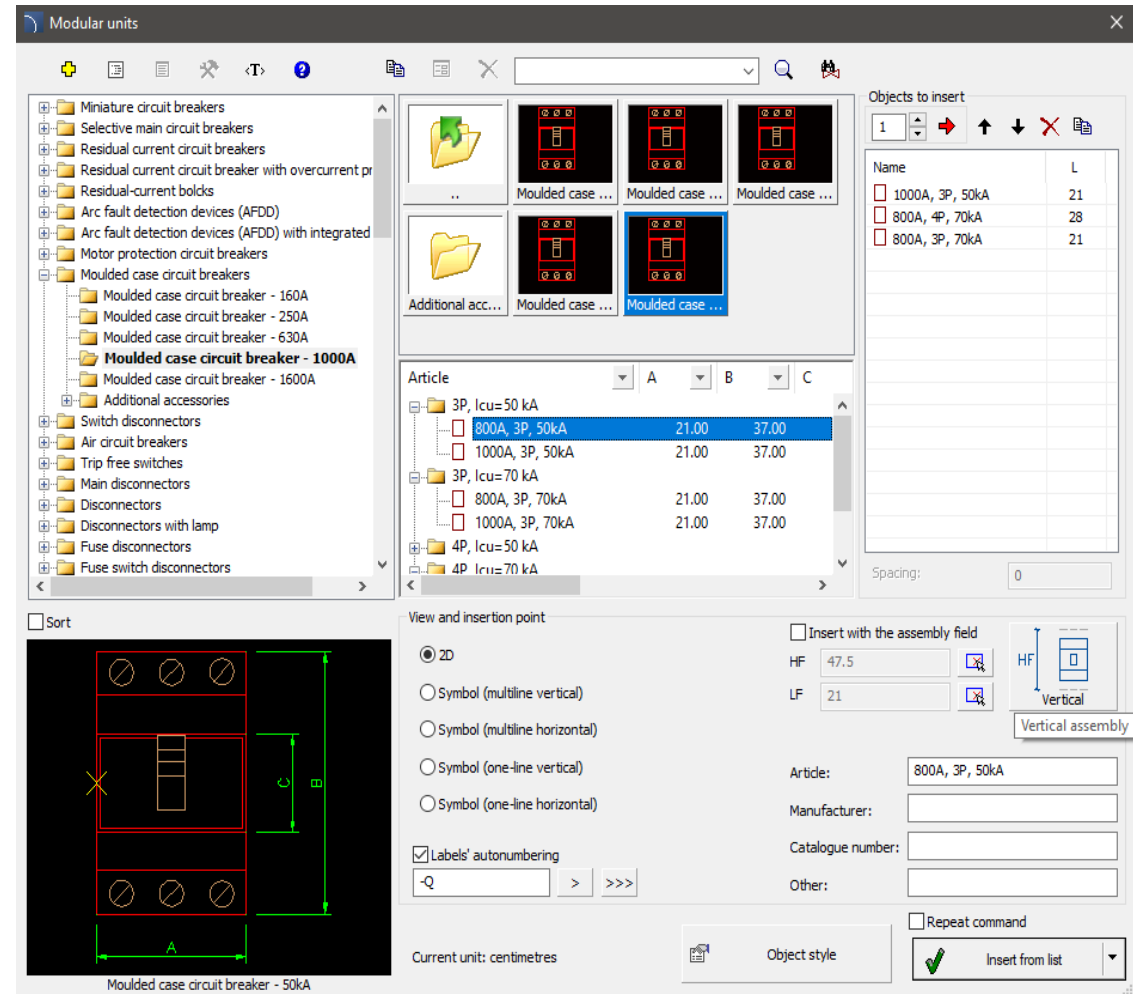 Modular units
<T>
Miniature circuit breakers
Selective main circuit breakers
Residual current circuit breakers
Residual current circuit breaker with overcurrent pr
Residual-current bolcks
Arc fault detection devices (AFDD)
Arc fault detection devices (AFDD) with integrated
Motor protection circuit breakers
Moulded case circuit breakers
Moulded case circuit breaker - 160A
Moulded case circuit breaker - 250A
Moulded case circuit breaker - 630A
Moulded case circuit breaker - 1000A
Moulded case circuit breaker - 1600A
Additional accessories
Switch disconnectors
Air circuit breakers
Trip free switches
Main disconnectors
Disconnectors
Disconnectors with lamp
Fuse disconnectors
Fuse switch disconnectors
..
Moulded case ...
Moulded case ...
Moulded case ...
Additional acc...
Moulded case ...
Moulded case ...
Article A B C
3P, Icu=50 kA
800A, 3P, 50kA 21.00 37.00
1000A, 3P, 50kA 21.00 37.00
3P, Icu=70 kA
800A, 3P, 70kA 21.00 37.00
1000A, 3P, 70kA 21.00 37.00
4P, Icu=50 kA
4P, Icu=70 kA
Objects to insert
1
Name L
1000A, 3P, 50kA 21
800A, 4P, 70kA 28
800A, 3P, 70kA 21
Spacing: 0
Sort
C
B
A
Moulded case circuit breaker - 50kA
View and insertion point
2D
Symbol (multiline vertical)
Symbol (multiline horizontal)
Symbol (one-line vertical)
Symbol (one-line horizontal)
Labels' autonumbering
-Q > >>>
Insert with the assembly field
HF 47.5
LF 21
HF
Vertical
Vertical assembly
Article: 800A, 3P, 50kA
Manufacturer:
Catalogue number:
Other:
Repeat command
Current unit: centimetres
Object style
Insert from list